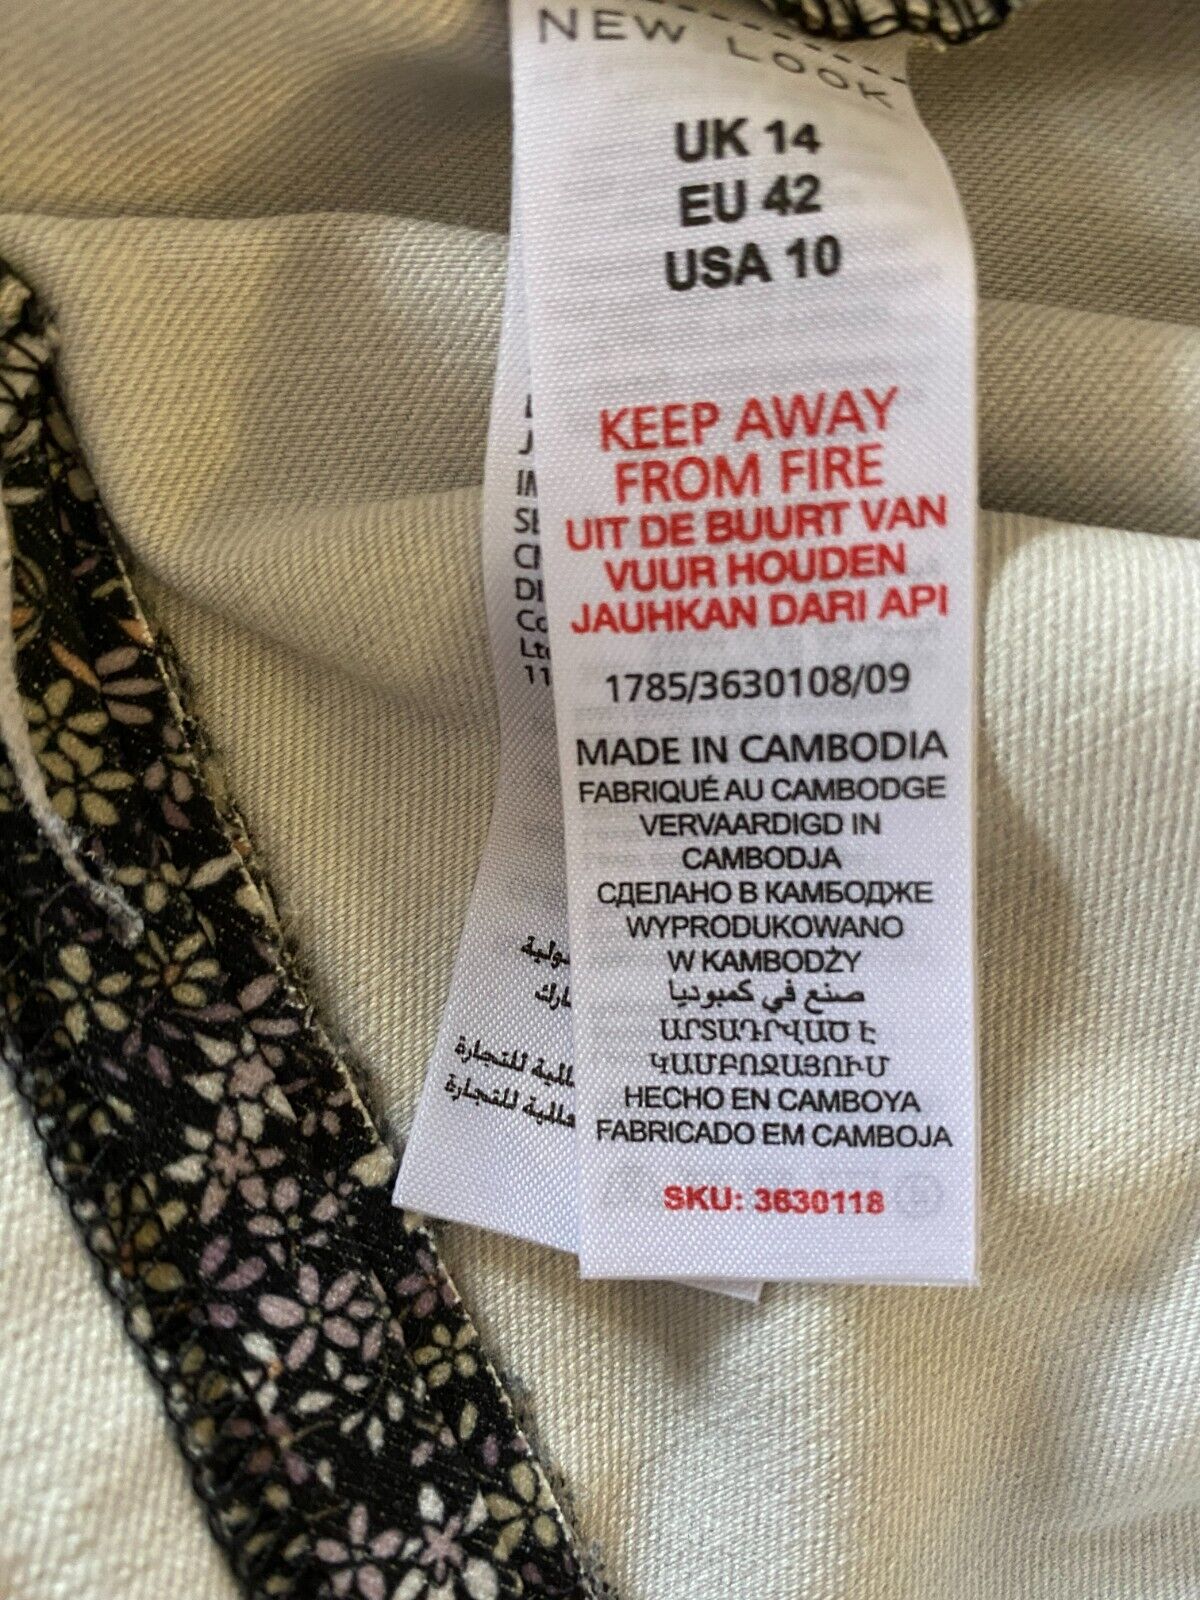 NEW LOOK
UK 14
EU 42
USA 10
KEEP AWAY
FROM FIRE
UIT DE BUURT VAN
VUUR HOUDEN
JAUHKAN DARI API
1785/3630108/09
MADE IN CAMBODIA
FABRIQUÉ AU CAMBODGE
VERVAARDIGD IN
CAMBODJA
СДЕЛАНО В КАМБОДЖЕ
WYPRODUKOWANO
W KAMBODŻY
صنع في كمبوديا
ԱՐՏԱԴՐՎԱԾ Է
ԿԱՄԲՈՋԱՅՈՒՄ
HECHO EN CAMBOYA
FABRICADO EM CAMBOJA
SKU: 3630118
للتجارة
للتجارة